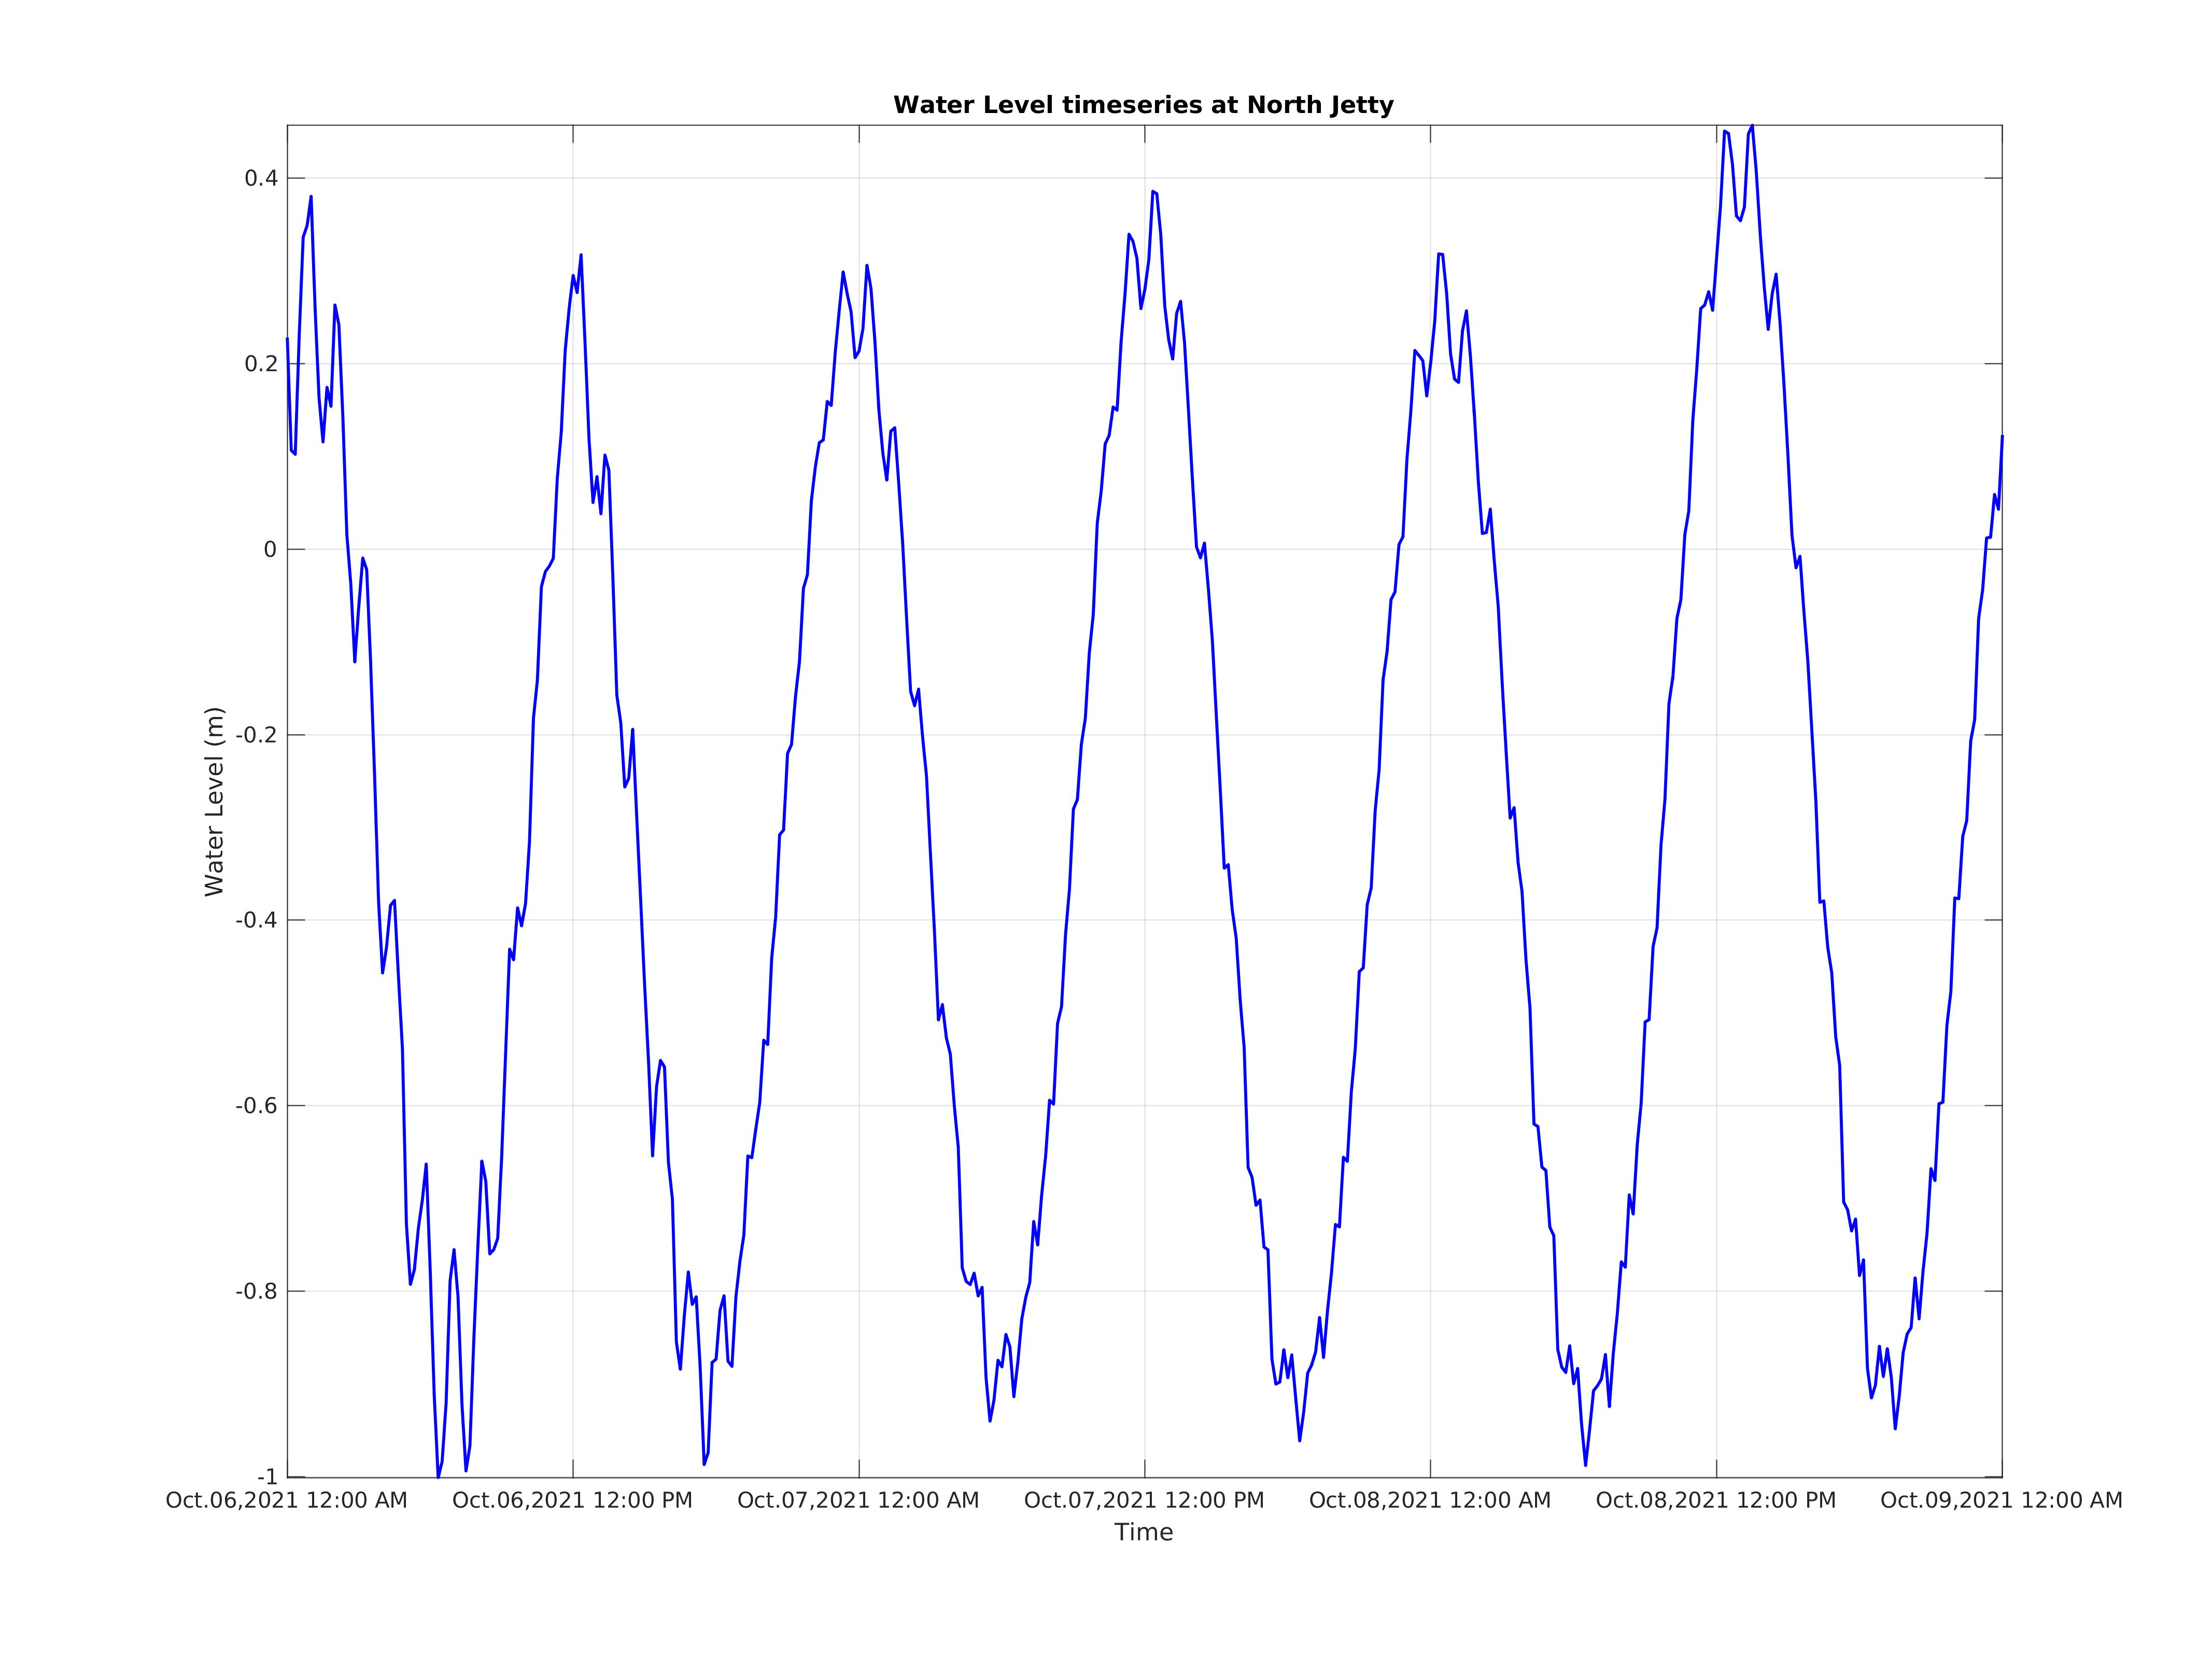 Water Level timeseries at North Jetty
0.4
0.2
0
-0.2
-0.4
-0.6
-0.8
-1
Water Level (m)
Oct.06,2021 12:00 AM Oct.06,2021 12:00 PM Oct.07,2021 12:00 AM Oct.07,2021 12:00 PM Oct.08,2021 12:00 AM Oct.08,2021 12:00 PM Oct.09,2021 12:00 AM
Time